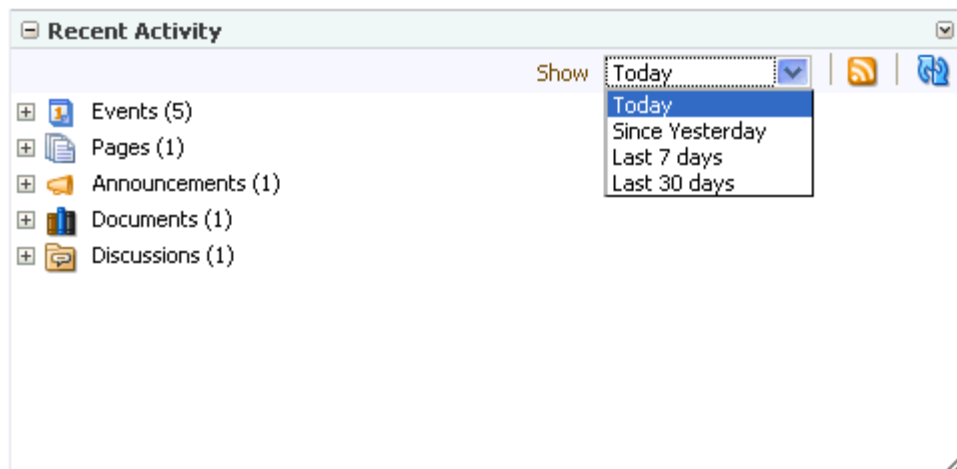 Recent Activity
Show Today
Today
Since Yesterday
Last 7 days
Last 30 days
Events (5)
Pages (1)
Announcements (1)
Documents (1)
Discussions (1)